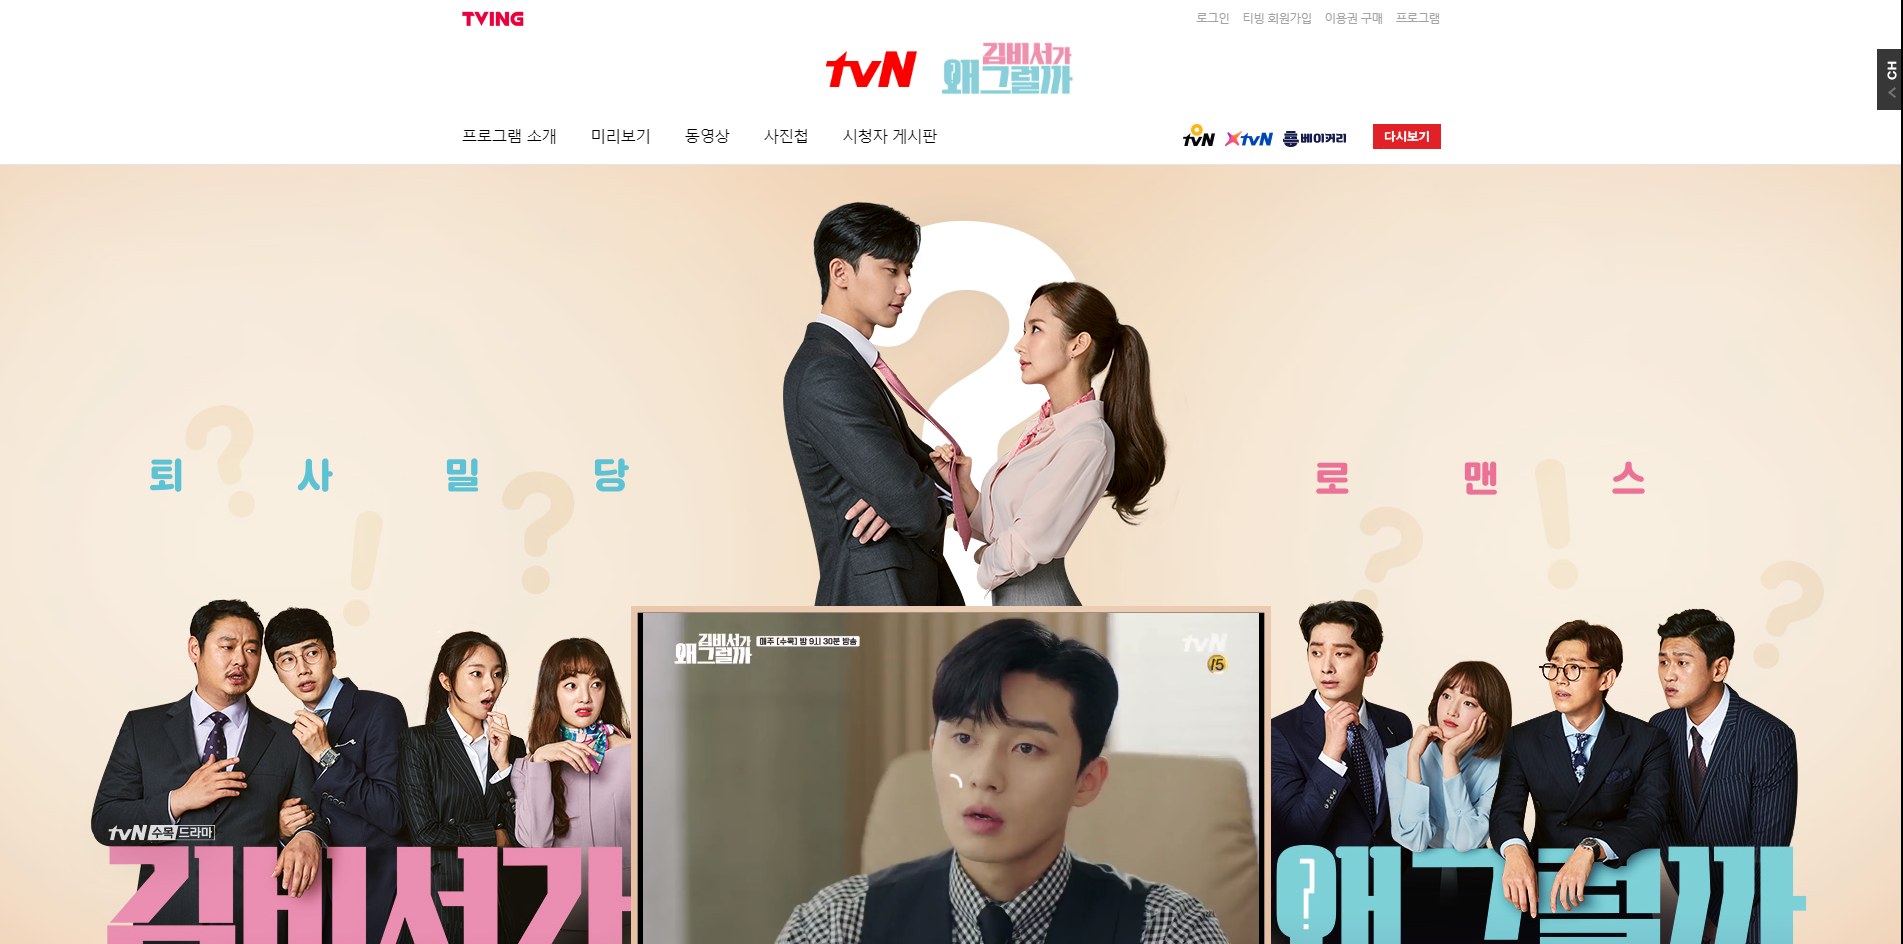 TVING
로그인 티빙 회원가입 이용권 구매 프로그램
tvN 김비서가 왜그럴까
CH
프로그램 소개 미리보기 동영상 사진첩 시청자 게시판
tvN XtvN 홈베이커리 다시보기
퇴사밀당 로맨스
김비서가 왜그럴까 매주 (수목) 밤 9시 30분 방송
tvN
15
tvN 수목 드라마
김비서가 왜그럴까